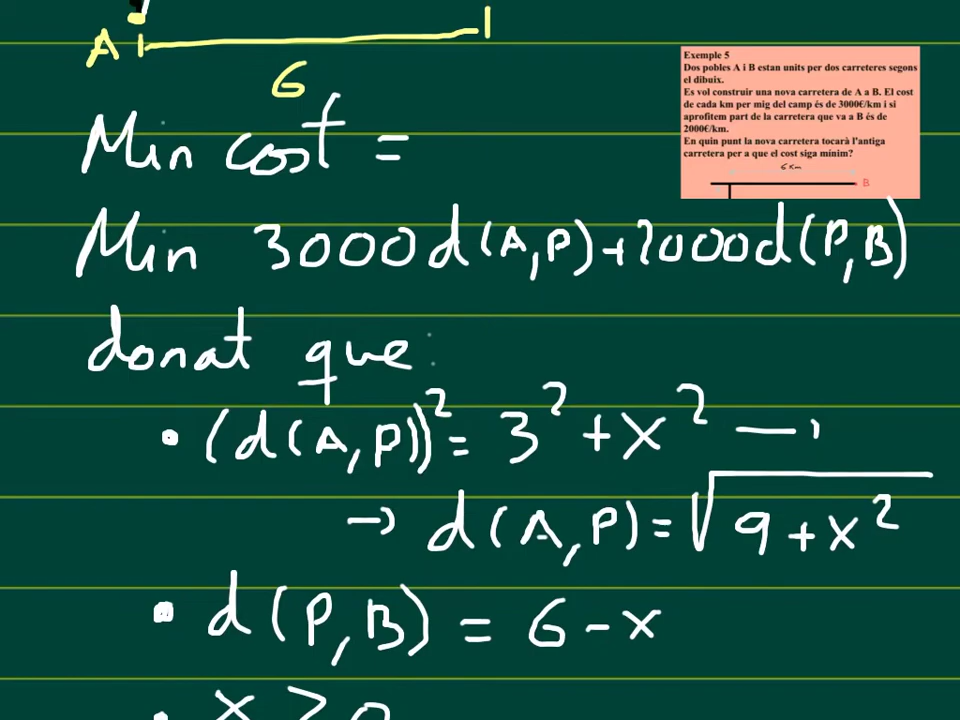 A
6
Exemple 5
Dos pobles A i B estan units per dos carreteres segons
el dibuix.
Es vol construir una nova carretera de A a B. El cost
de cada km per mig del camp és de 3000€/km i si
aprofitem part de la carretera que va a B és de
2000€/km.
En quin punt la nova carretera tocarà l'antiga
carretera per a que el cost siga mínim?
6 Km
B
Min cost =
Min 3000d(A,P)+2000d(P,B)
donat que:
• (d(A,P))² = 3² + x² →
→ d(A,P) = √9 + x²
• d(P,B) = 6 - x
• x > 0